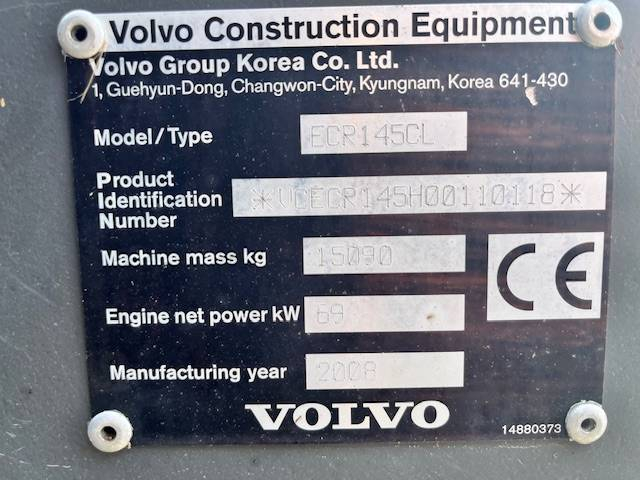 Volvo Construction Equipment
Volvo Group Korea Co. Ltd.
1, Guehyun-Dong, Changwon-City, Kyungnam, Korea 641-430
Model/Type ECR145CL
Product
Identification *VCECR145H00110118*
Number
Machine mass kg 15090
CE
Engine net power kW 69
Manufacturing year 2008
VOLVO
14880373